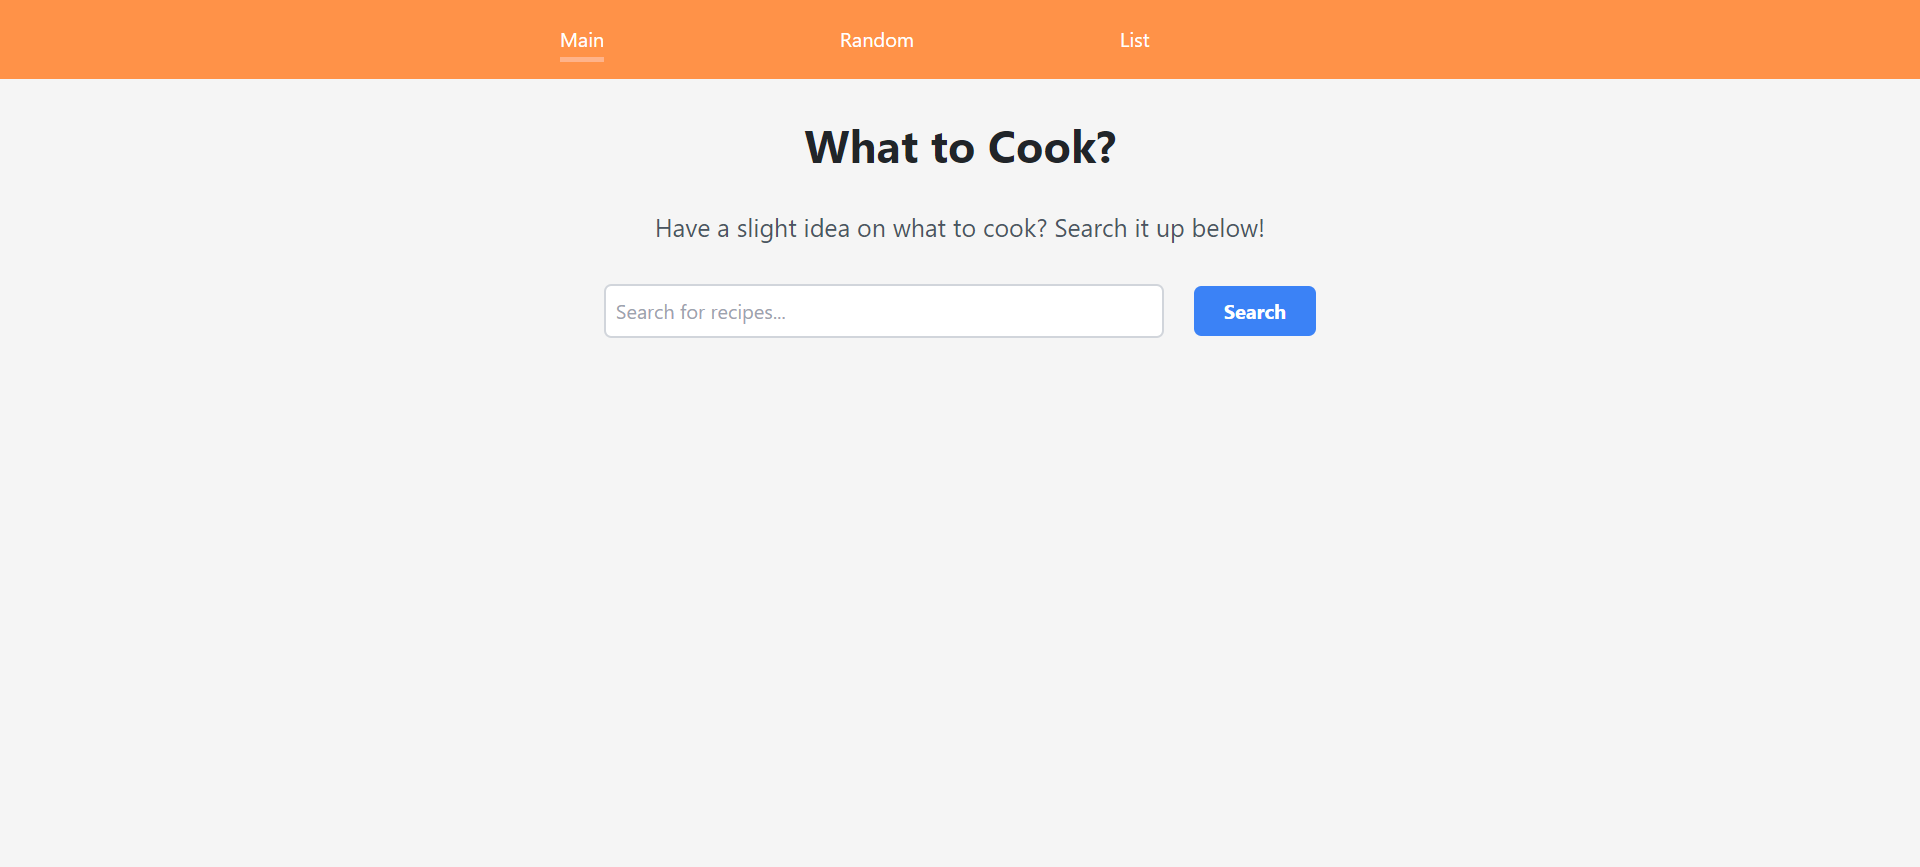 Main Random List
What to Cook?
Have a slight idea on what to cook? Search it up below!
Search for recipes... Search